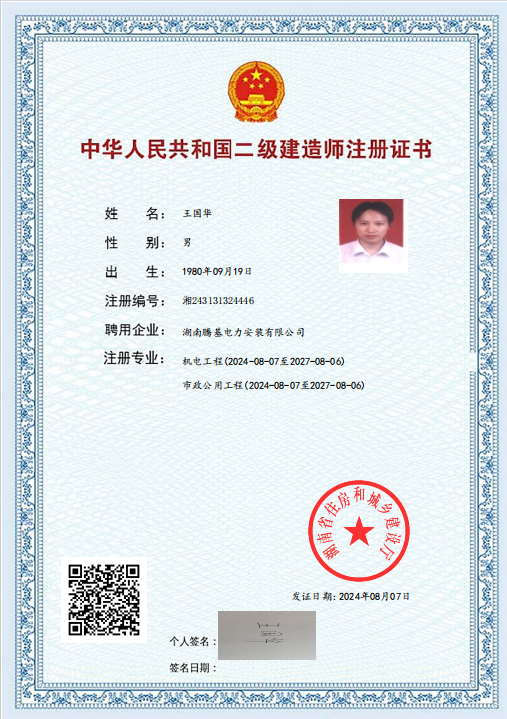 中华人民共和国二级建造师注册证书
姓　　名： 王国华
性　　别： 男
出　　生： 1980年09月19日
注册编号： 湘243131324446
聘用企业： 湖南腾基电力安装有限公司
注册专业： 机电工程(2024-08-07至2027-08-06)
市政公用工程(2024-08-07至2027-08-06)
湖南省住房和城乡建设厅
发证日期：2024年08月07日
个人签名：
签名日期：